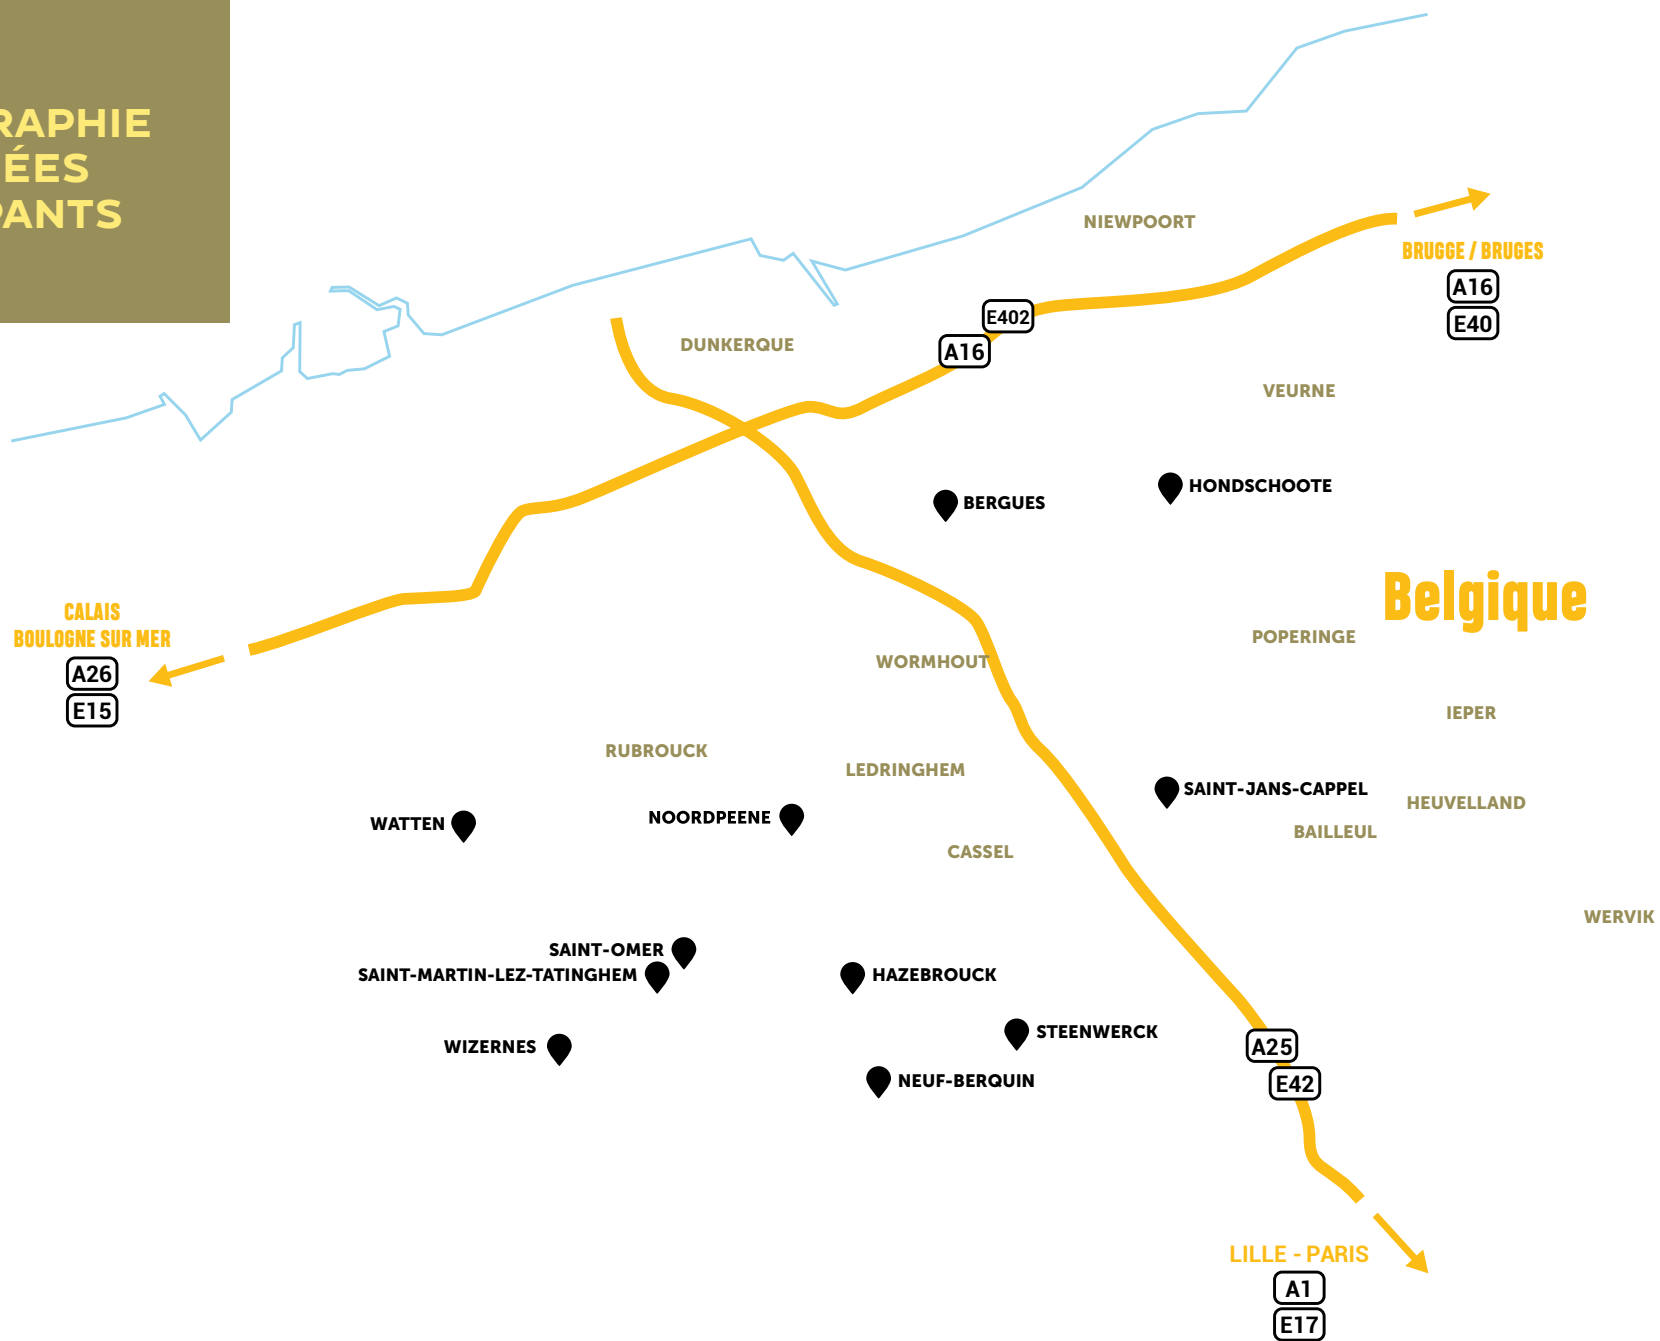 RAPHIE
ÉES
PANTS
NIEWPOORT
BRUGGE / BRUGES
A16
E40
E402
A16
DUNKERQUE
VEURNE
HONDSCHOOTE
BERGUES
Belgique
CALAIS
BOULOGNE SUR MER
A26
E15
POPERINGE
WORMHOUT
IEPER
RUBROUCK
LEDRINGHEM
SAINT-JANS-CAPPEL
HEUVELLAND
WATTEN
NOORDPEENE
BAILLEUL
CASSEL
WERVIK
SAINT-OMER
SAINT-MARTIN-LEZ-TATINGHEM
HAZEBROUCK
STEENWERCK
WIZERNES
A25
NEUF-BERQUIN
E42
LILLE - PARIS
A1
E17